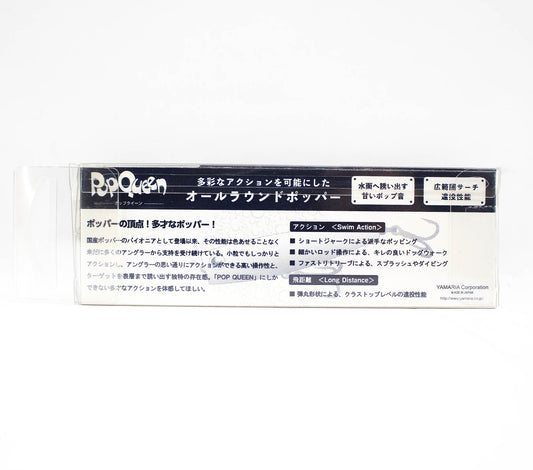 Pop Queen
ポップクイーン
多彩なアクションを可能にした
オールラウンドポッパー
水面へ誘い出す
甘いポップ音
広範囲サーチ
遠投性能
ポッパーの頂点！多才なポッパー！
国産ポッパーのパイオニアとして登場以来、その性能は色あせることなく
未だに多くのアングラーから支持を受け続けている。小粒でもしっかりと
アクションし、アングラーの思い通りにアクションができる高い操作性と、
ターゲットを表層まで誘い出す独特の存在感。「POP QUEEN」にしか
できない多才なアクションを体感してほしい。
アクション <Swim Action>
■ ショートジャークによる派手なポッピング
■ 細かいロッド操作による、キレの良いドッグウォーク
■ ファストリトリーブによる、スプラッシュやダイビング
飛距離 <Long Distance>
■ 弾丸形状による、クラストップレベルの遠投性能
YAMARIA Corporation
MADE IN JAPAN
http://www.yamaria.co.jp/